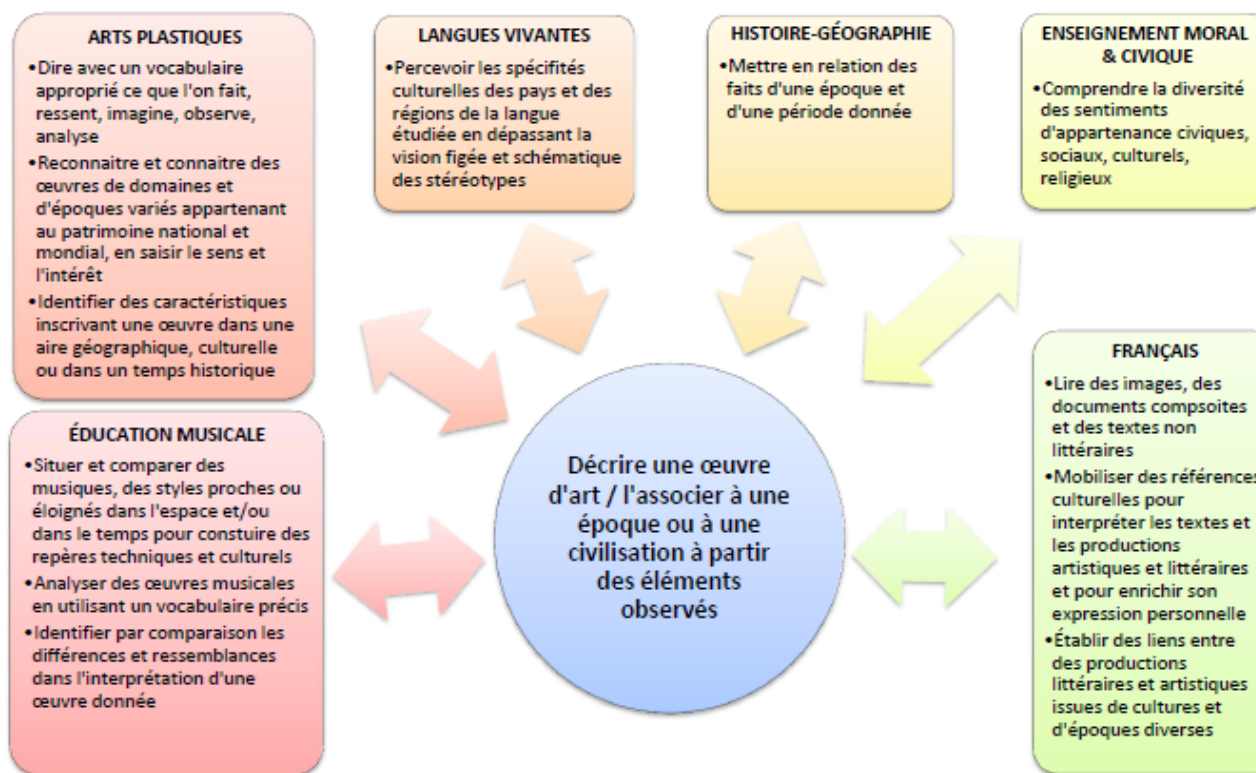 ARTS PLASTIQUES
•Dire avec un vocabulaire
approprié ce que l'on fait,
ressent, imagine, observe,
analyse
•Reconnaitre et connaitre des
œuvres de domaines et
d'époques variés appartenant
au patrimoine national et
mondial, en saisir le sens et
l'intérêt
•Identifier des caractéristiques
inscrivant une œuvre dans une
aire géographique, culturelle
ou dans un temps historique
LANGUES VIVANTES
•Percevoir les spécifités
culturelles des pays et des
régions de la langue
étudiée en dépassant la
vision figée et schématique
des stéréotypes
HISTOIRE-GÉOGRAPHIE
•Mettre en relation des
faits d'une époque et
d'une période donnée
ENSEIGNEMENT MORAL
& CIVIQUE
•Comprendre la diversité
des sentiments
d'appartenance civiques,
sociaux, culturels,
religieux
ÉDUCATION MUSICALE
•Situer et comparer des
musiques, des styles proches ou
éloignés dans l'espace et/ou
dans le temps pour constuire des
repères techniques et culturels
•Analyser des œuvres musicales
en utilisant un vocabulaire précis
•Identifier par comparaison les
différences et ressemblances
dans l'interprétation d'une
œuvre donnée
Décrire une œuvre
d'art / l'associer à une
époque ou à une
civilisation à partir
des éléments
observés
FRANÇAIS
•Lire des images, des
documents compsoites
et des textes non
littéraires
•Mobiliser des références
culturelles pour
interpréter les textes et
les productions
artistiques et littéraires
et pour enrichir son
expression personnelle
•Établir des liens entre
des productions
littéraires et artistiques
issues de cultures et
d'époques diverses